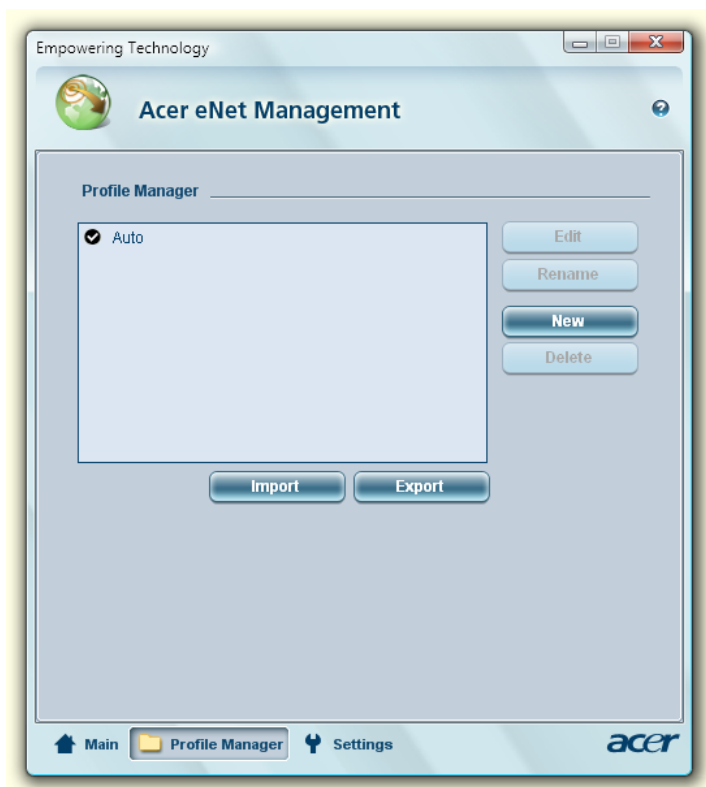 Empowering Technology
Acer eNet Management
Profile Manager
Auto
Edit
Rename
New
Delete
Import Export
Main Profile Manager Settings acer